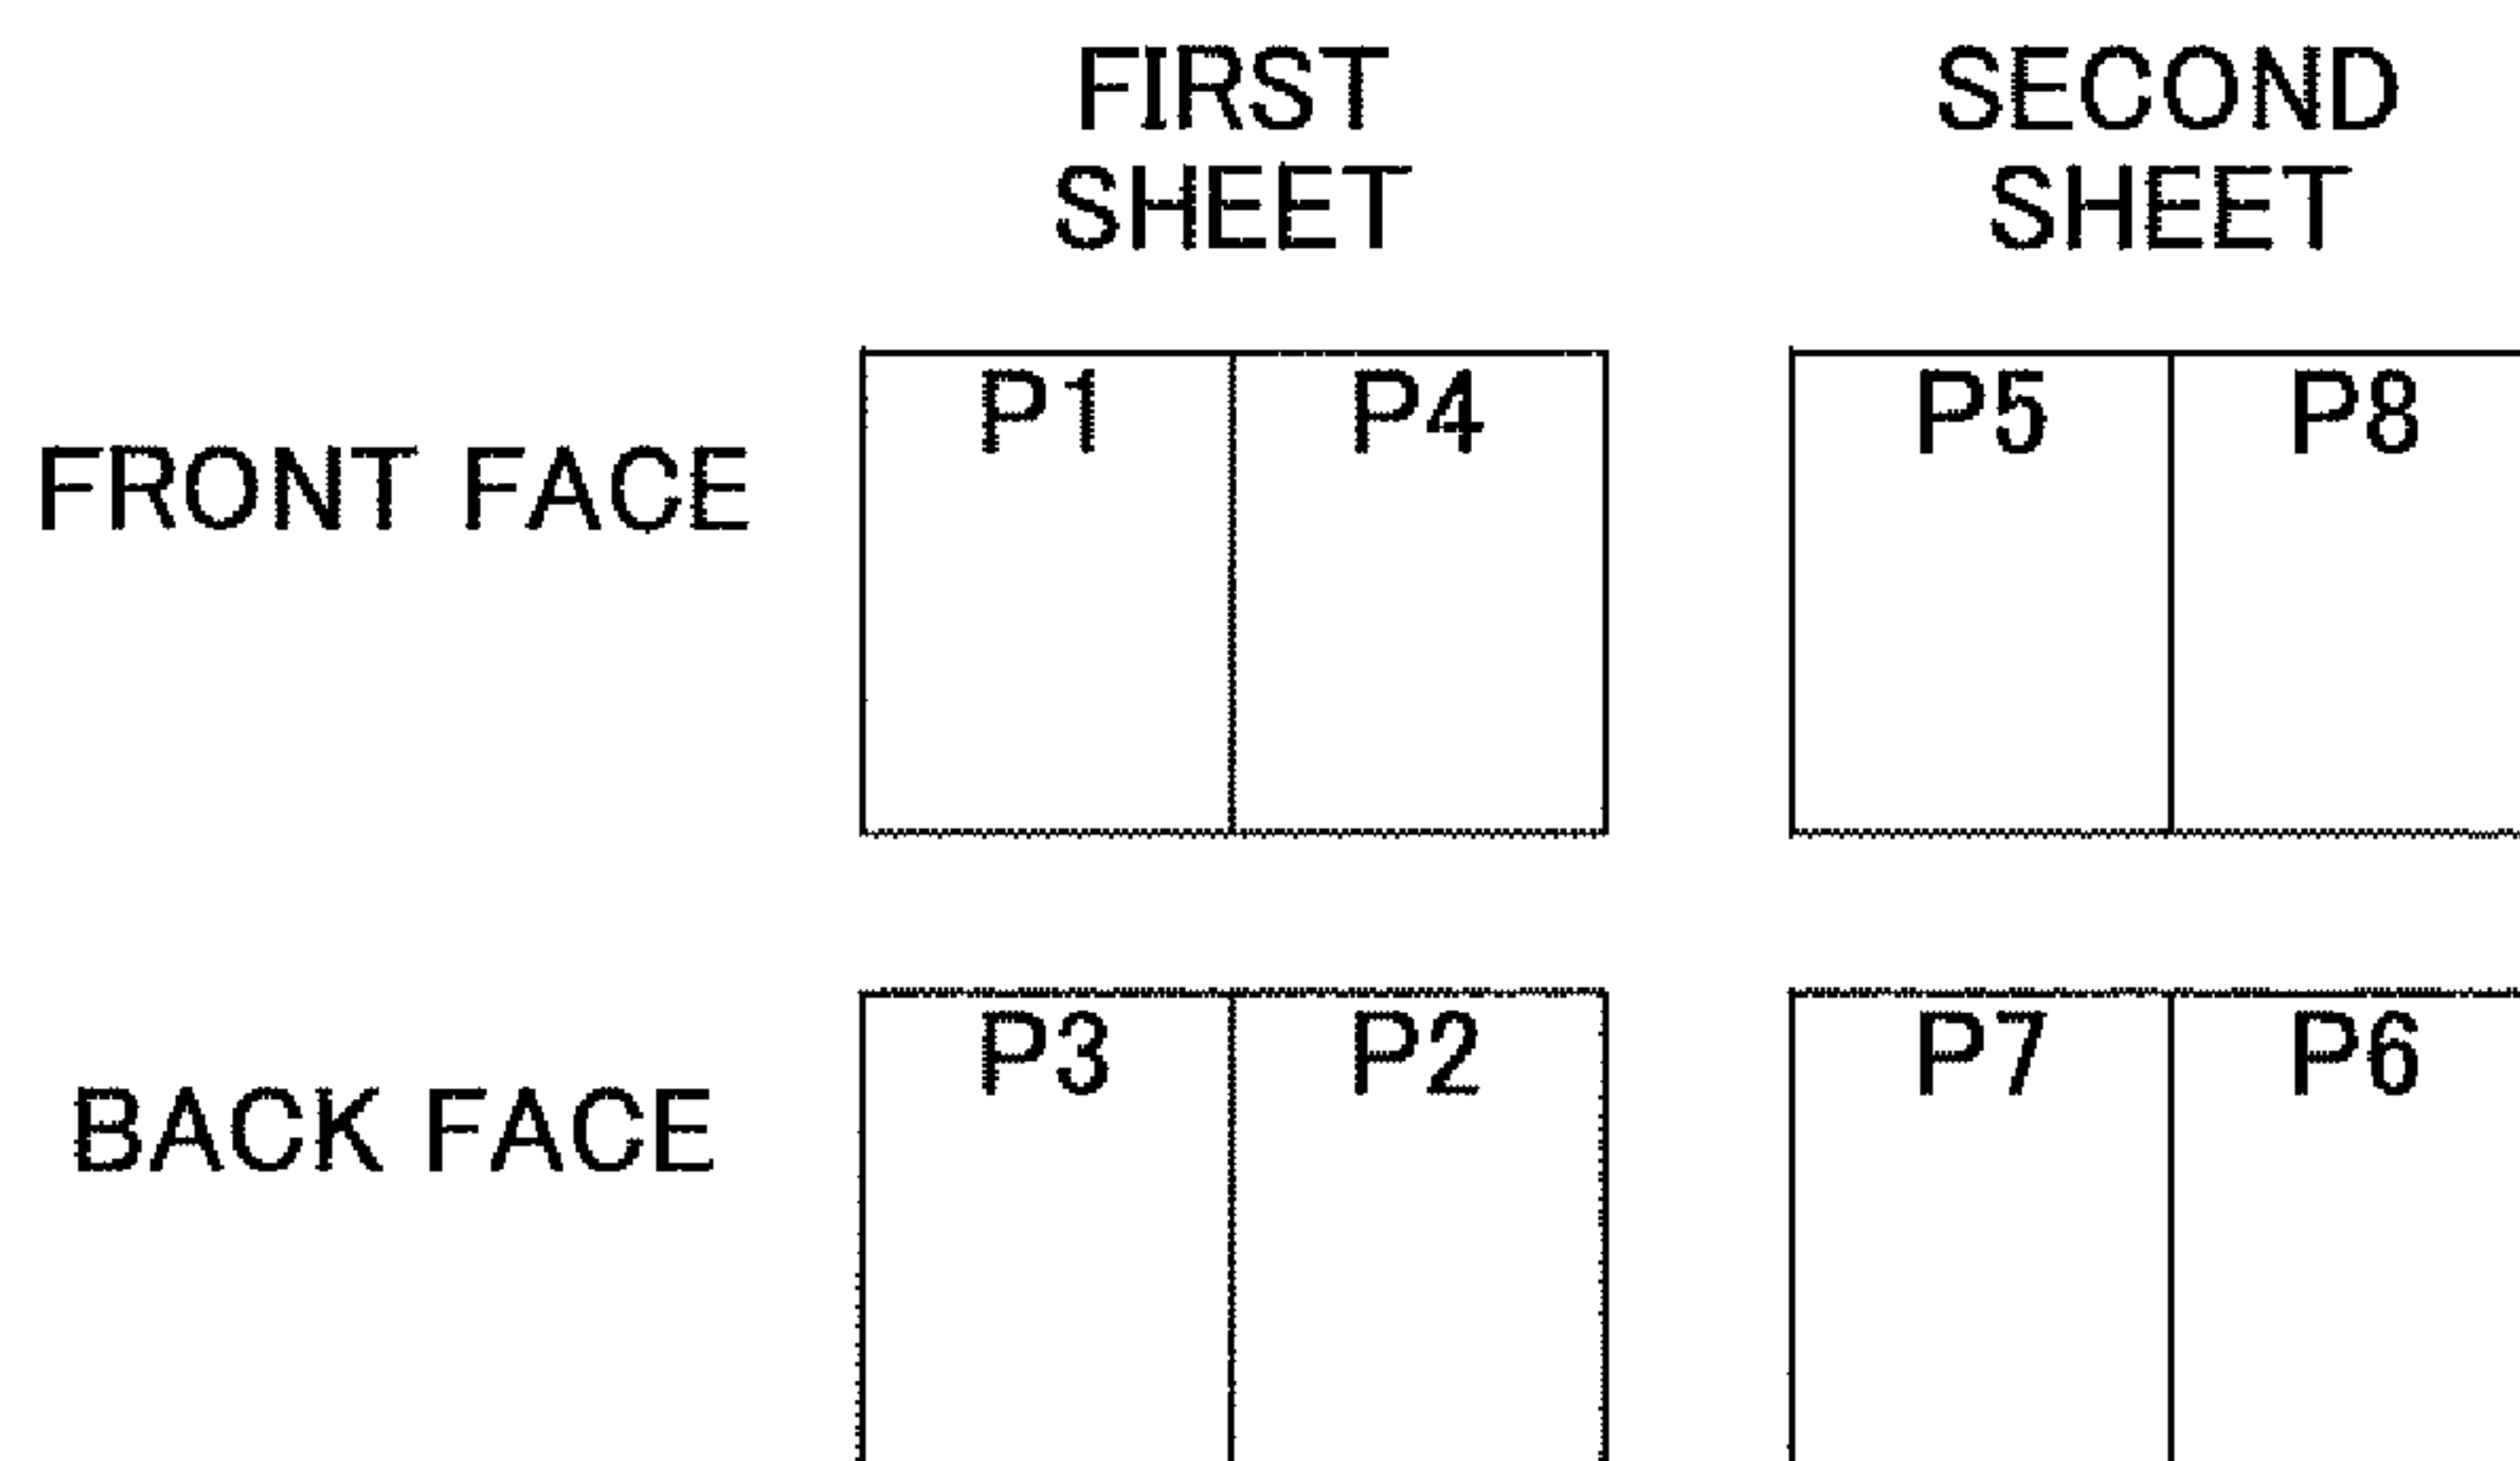 FIRST SHEET
SECOND SHEET
FRONT FACE
P1
P4
P5
P8
BACK FACE
P3
P2
P7
P6